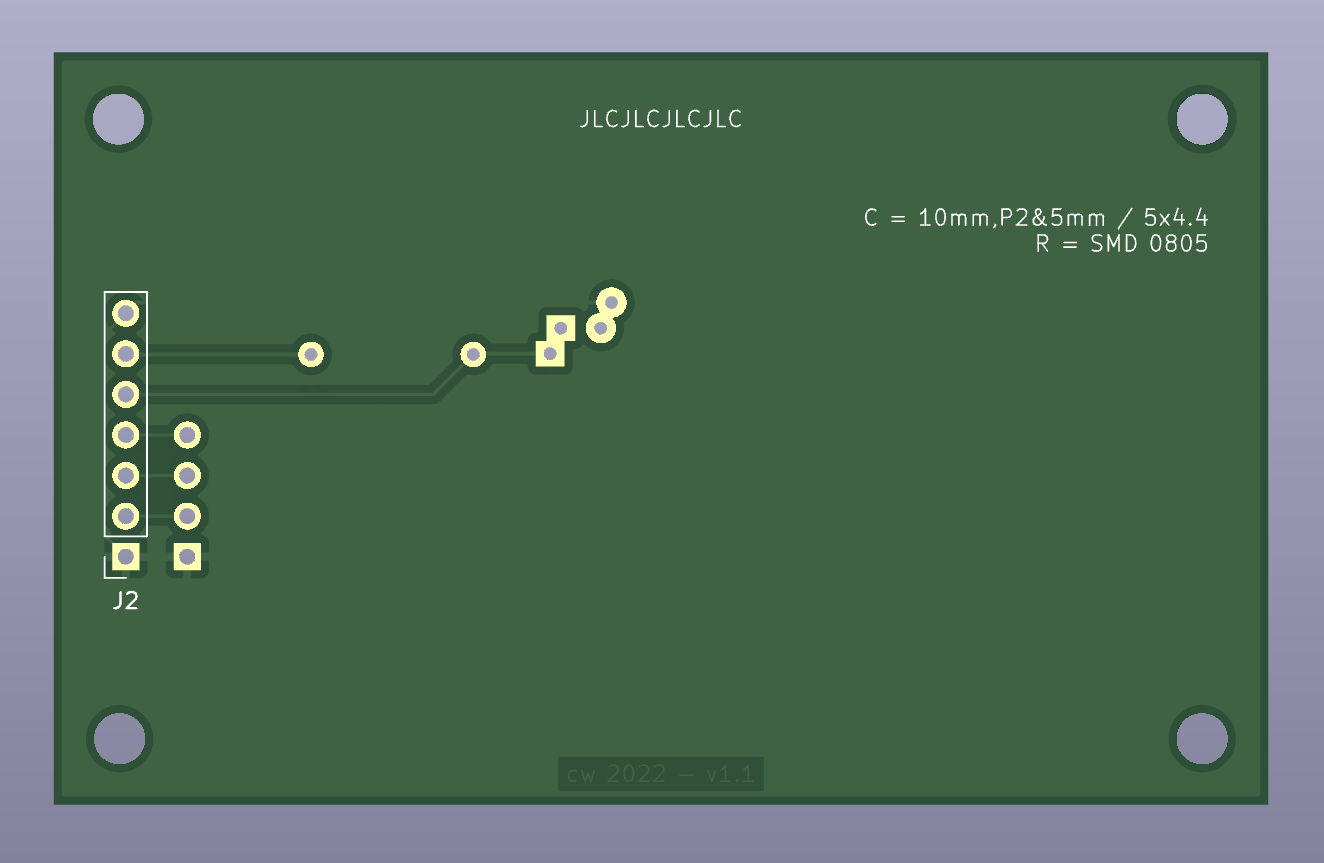 JLCJLCJLCJLC
C = 10mm,P2&5mm / 5x4.4
R = SMD 0805
J2
cw 2022 – v1.1